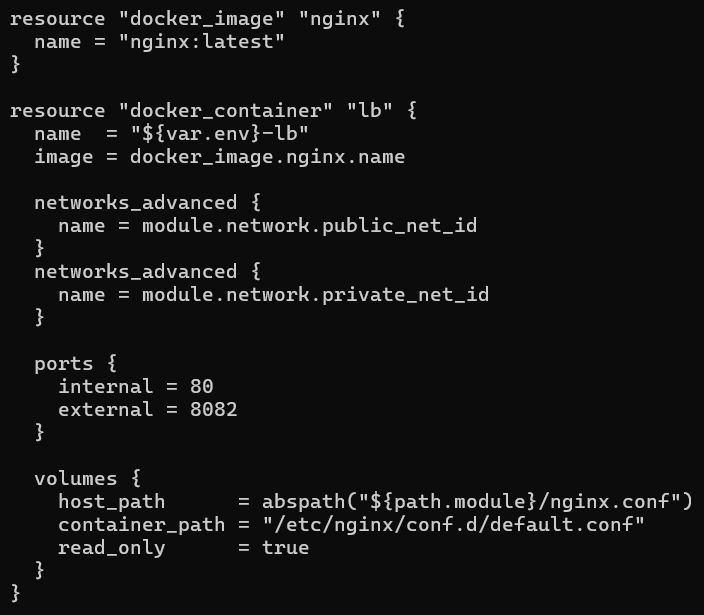 resource "docker_image" "nginx" {
  name = "nginx:latest"
}

resource "docker_container" "lb" {
  name  = "${var.env}-lb"
  image = docker_image.nginx.name

  networks_advanced {
    name = module.network.public_net_id
  }
  networks_advanced {
    name = module.network.private_net_id
  }

  ports {
    internal = 80
    external = 8082
  }

  volumes {
    host_path      = abspath("${path.module}/nginx.conf")
    container_path = "/etc/nginx/conf.d/default.conf"
    read_only      = true
  }
}